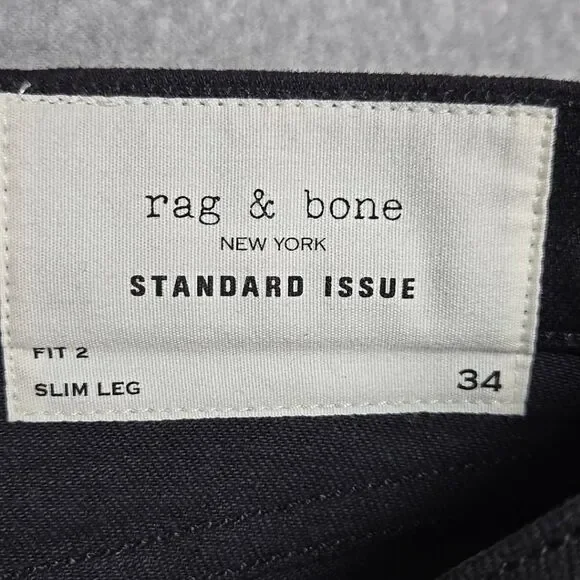 rag & bone
NEW YORK
STANDARD ISSUE
FIT 2
SLIM LEG
34